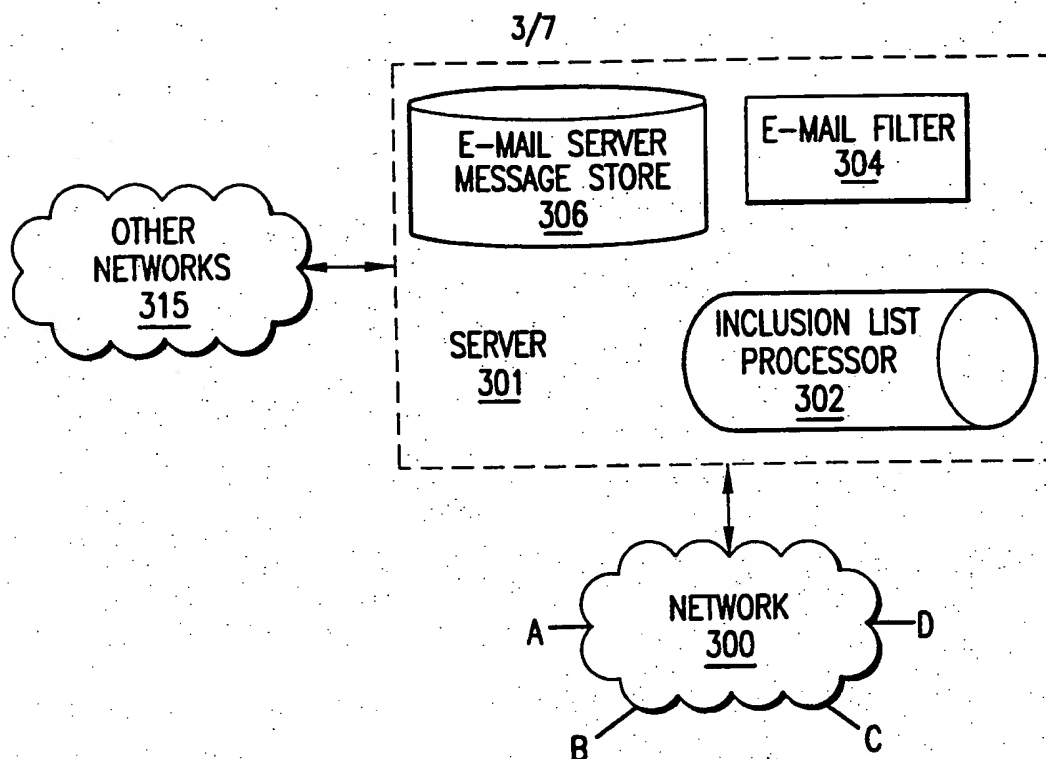 3/7
E-MAIL SERVER
MESSAGE STORE
306
E-MAIL FILTER
304
OTHER
NETWORKS
315
SERVER
301
INCLUSION LIST
PROCESSOR
302
NETWORK
300
A
D
B
C